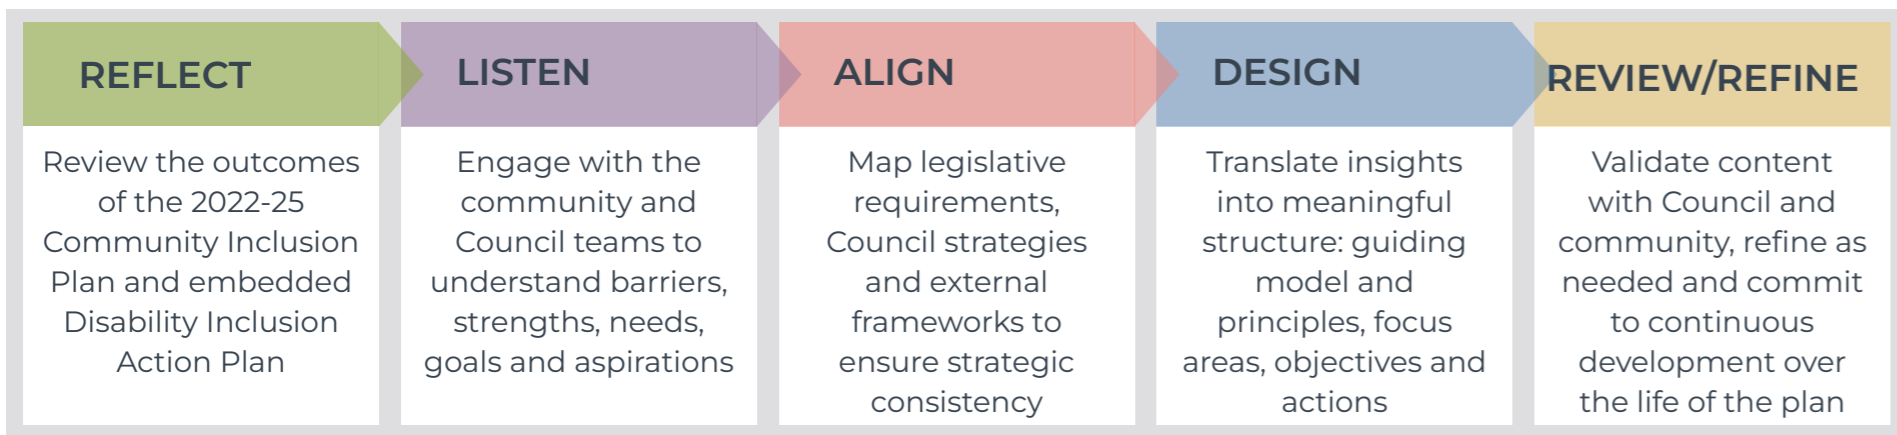 REFLECT
Review the outcomes
of the 2022-25
Community Inclusion
Plan and embedded
Disability Inclusion
Action Plan
LISTEN
Engage with the
community and
Council teams to
understand barriers,
strengths, needs,
goals and aspirations
ALIGN
Map legislative
requirements,
Council strategies
and external
frameworks to
ensure strategic
consistency
DESIGN
Translate insights
into meaningful
structure: guiding
model and
principles, focus
areas, objectives and
actions
REVIEW/REFINE
Validate content
with Council and
community, refine as
needed and commit
to continuous
development over
the life of the plan